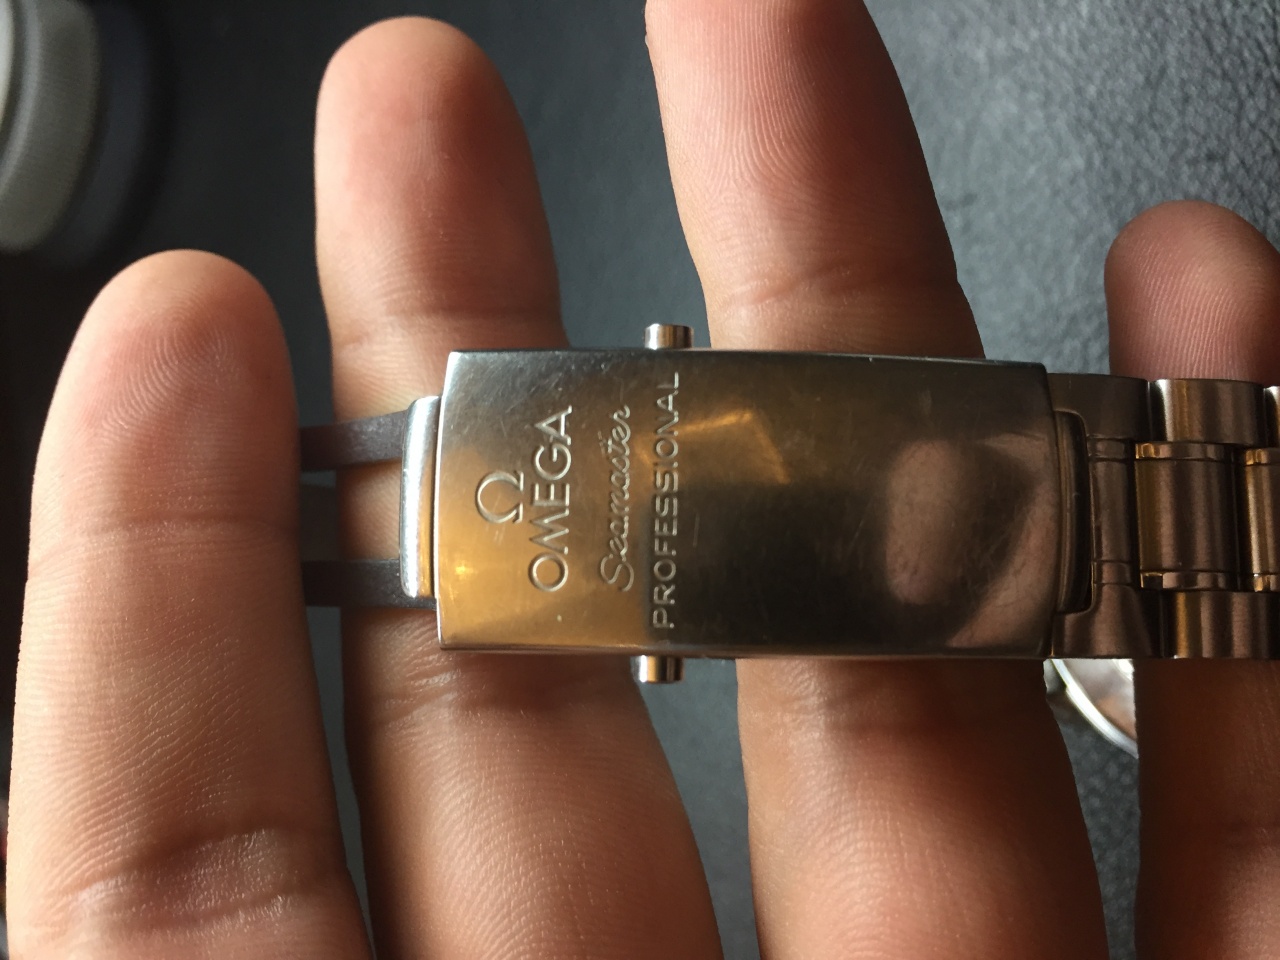 Ω
OMEGA
Seamaster
PROFESSIONAL